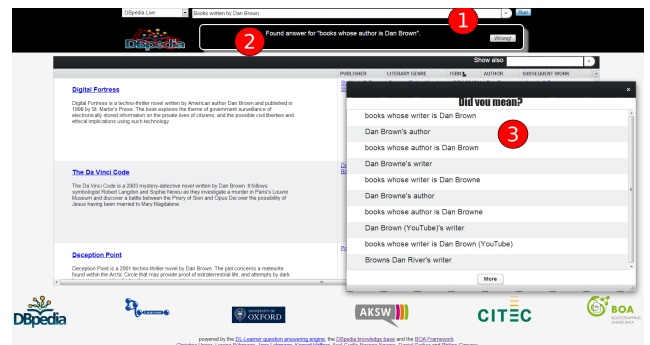 DBpedia Live
Books written by Dan Brown
Run
1
DBpedia
2
Found answer for "books whose author is Dan Brown".
Wrong!
Show also
PUBLISHER LITERARY GENRE ISBN AUTHOR SUBSEQUENT WORK
Digital Fortress
Digital Fortress is a techno-thriller novel written by American author Dan Brown and published in
1998 by St. Martin's Press. The book explores the theme of government surveillance of
electronically stored information on the private lives of citizens, and the possible civil liberties and
ethical implications using such technology.
The Da Vinci Code
The Da Vinci Code is a 2003 mystery-detective novel written by Dan Brown. It follows
symbologist Robert Langdon and Sophie Neveu as they investigate a murder in Paris's Louvre
Museum and discover a battle between the Priory of Sion and Opus Dei over the possibility of
Jesus having been married to Mary Magdalene.
Deception Point
Deception Point is a 2001 techno-thriller novel by Dan Brown. The plot concerns a meteorite
found within the Arctic Circle that may provide proof of extraterrestrial life, and attempts by dark
Did you mean?
3
books whose writer is Dan Brown
Dan Brown's author
books whose author is Dan Brown
Dan Browne's writer
books whose writer is Dan Browne
Dan Browne's author
books whose author is Dan Browne
Dan Brown (YouTube)'s writer
books whose writer is Dan Brown (YouTube)
Browns Dan River's writer
More
DBpedia
UNIVERSITY OF
OXFORD
AKSW
CITEC
BOA
BOOTSTRAPPING
LINKED DATA
powered by the DL-Learner question answering engine, the DBpedia knowledge base and the BOA Framework